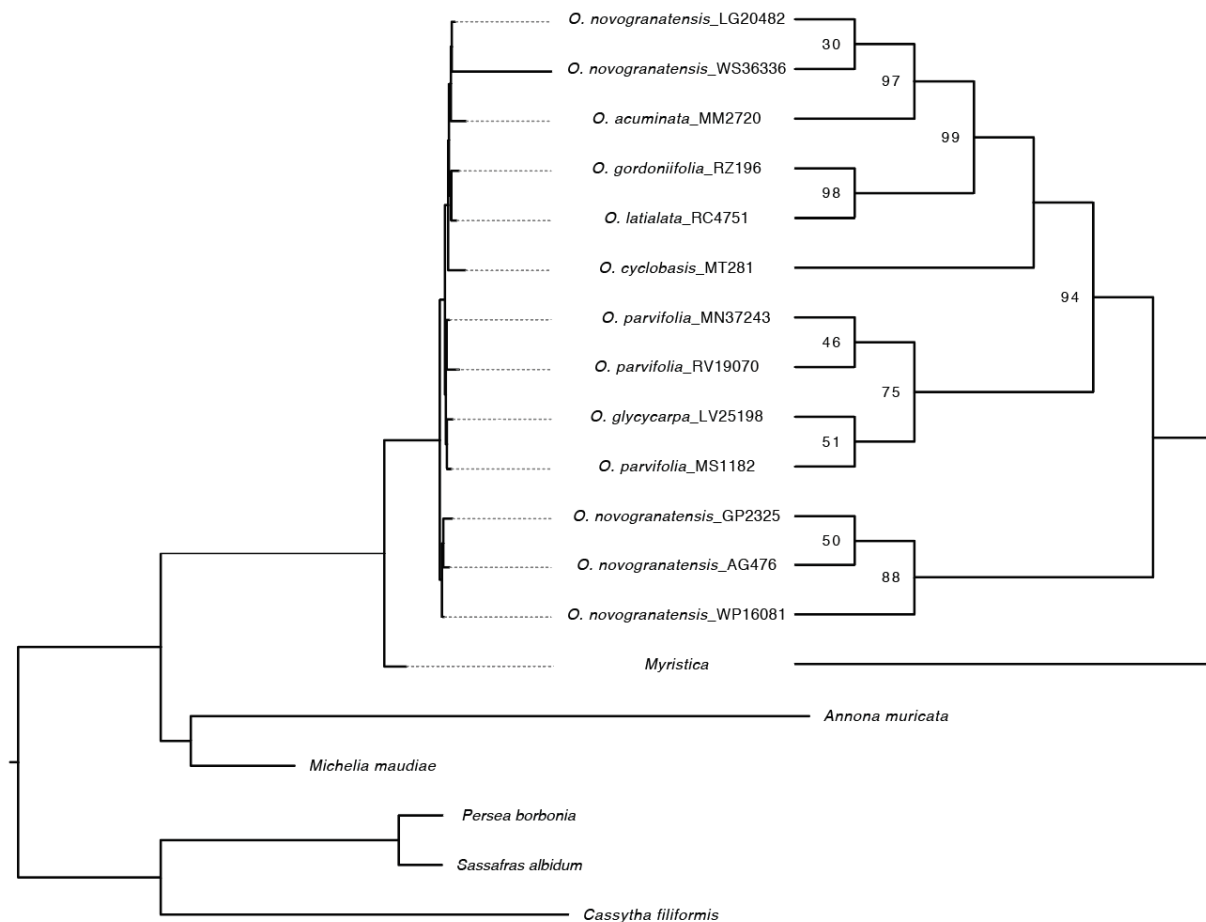 O. novogranatensis_LG20482
30
O. novogranatensis_WS36336
97
O. acuminata_MM2720
99
O. gordoniifolia_RZ196
98
O. latialata_RC4751
O. cyclobasis_MT281
94
O. parvifolia_MN37243
46
O. parvifolia_RV19070
75
O. glycycarpa_LV25198
51
O. parvifolia_MS1182
O. novogranatensis_GP2325
50
O. novogranatensis_AG476
88
O. novogranatensis_WP16081
Myristica
Annona muricata
Michelia maudiae
Persea borbonia
Sassafras albidum
Cassytha filiformis